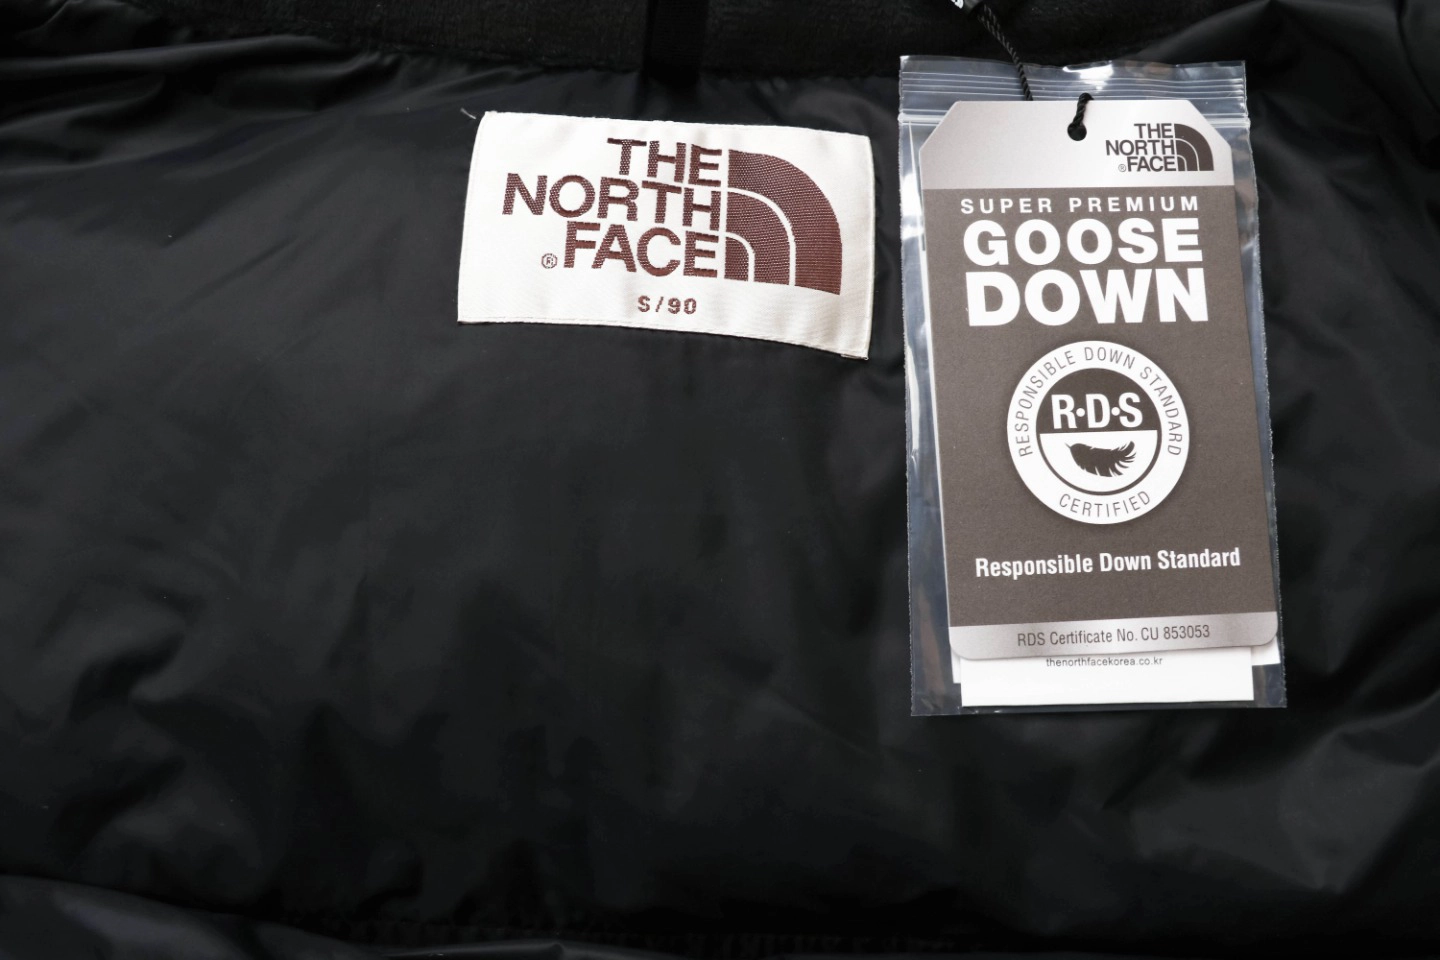 THE
NORTH
®FACE
S/90
THE
NORTH
®FACE
SUPER PREMIUM
GOOSE
DOWN
RESPONSIBLE DOWN STANDARD
R·D·S
CERTIFIED
Responsible Down Standard
RDS Certificate No. CU 853053
thenorthfacekorea.co.kr